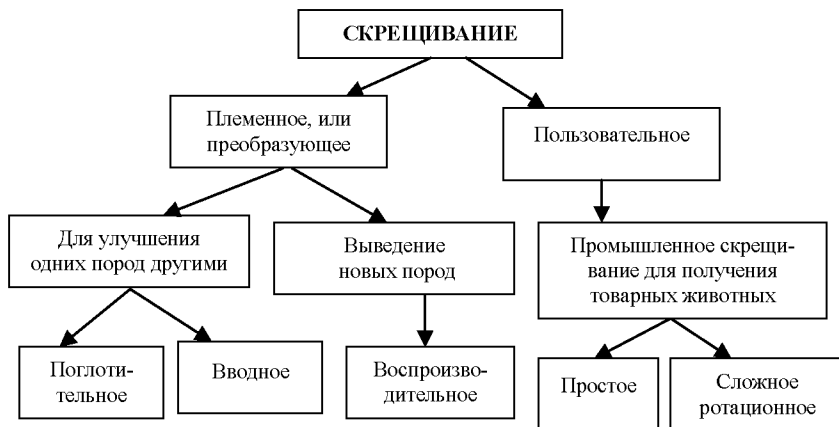 СКРЕЩИВАНИЕ
Племенное, или
преобразующее
Пользовательное
Для улучшения
одних пород другими
Выведение
новых пород
Промышленное скрещи-
вание для получения
товарных животных
Поглоти-
тельное
Вводное
Воспроизво-
дительное
Простое
Сложное
ротационное